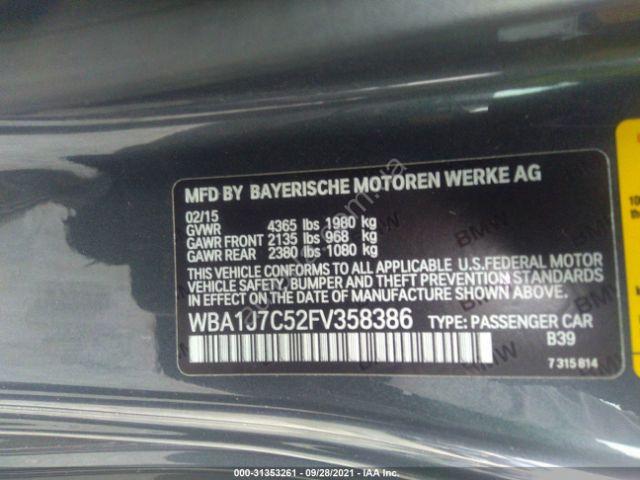 MFD BY BAYERISCHE MOTOREN WERKE AG
02/15
GVWR 4365 lbs 1980 kg
GAWR FRONT 2135 lbs 968 kg
GAWR REAR 2380 lbs 1080 kg
THIS VEHICLE CONFORMS TO ALL APPLICABLE U.S.FEDERAL MOTOR
VEHICLE SAFETY, BUMPER, AND THEFT PREVENTION STANDARDS
IN EFFECT ON THE DATE OF MANUFACTURE SHOWN ABOVE.
WBA1J7C52FV358386 TYPE: PASSENGER CAR
B39
7 315 814
000-31353261 - 09/28/2021 - IAA Inc.